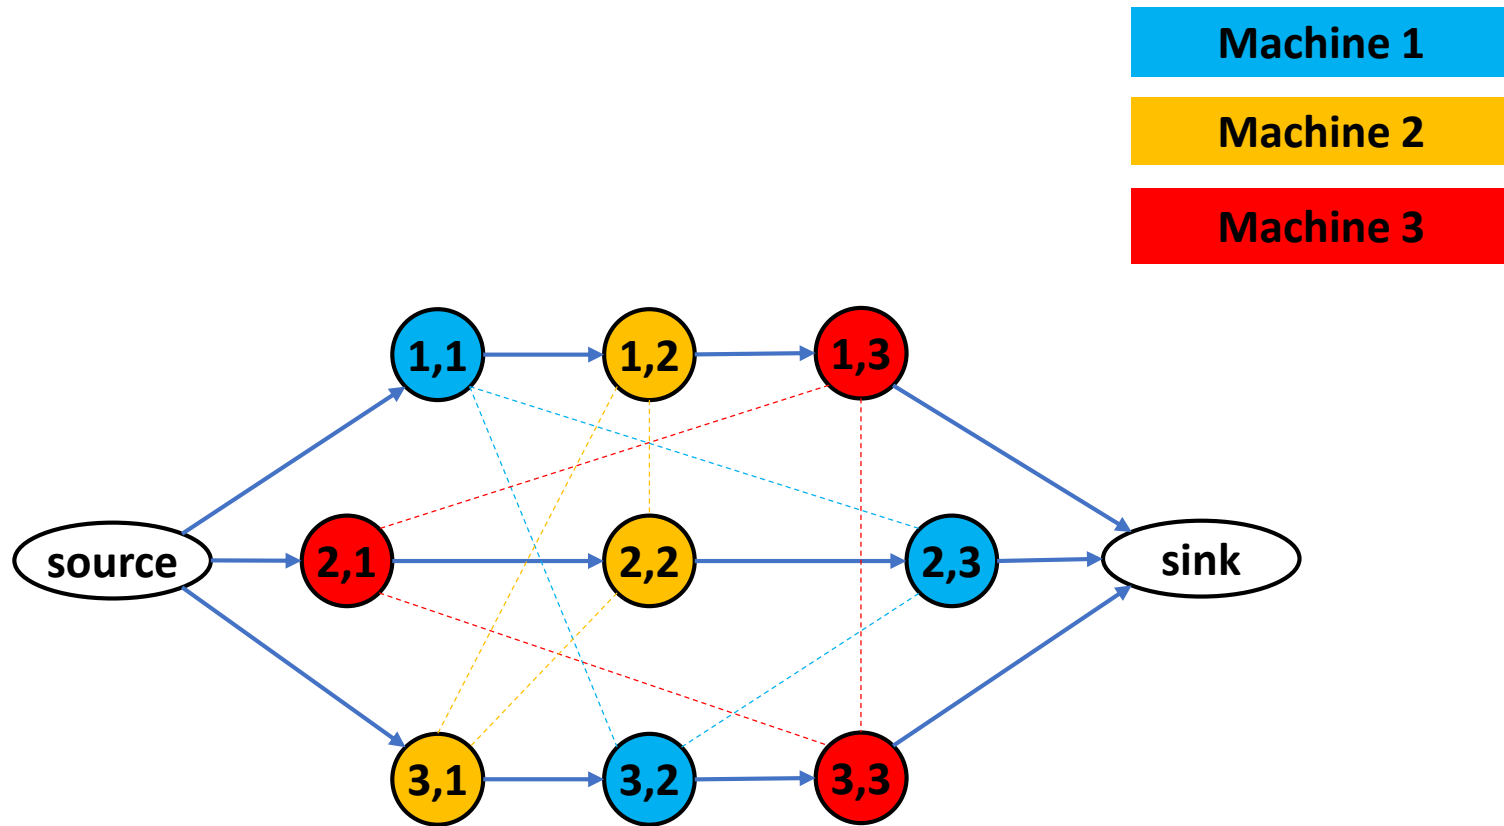 Machine 1
Machine 2
Machine 3
1,1
1,2
1,3
source
2,1
2,2
2,3
sink
3,1
3,2
3,3